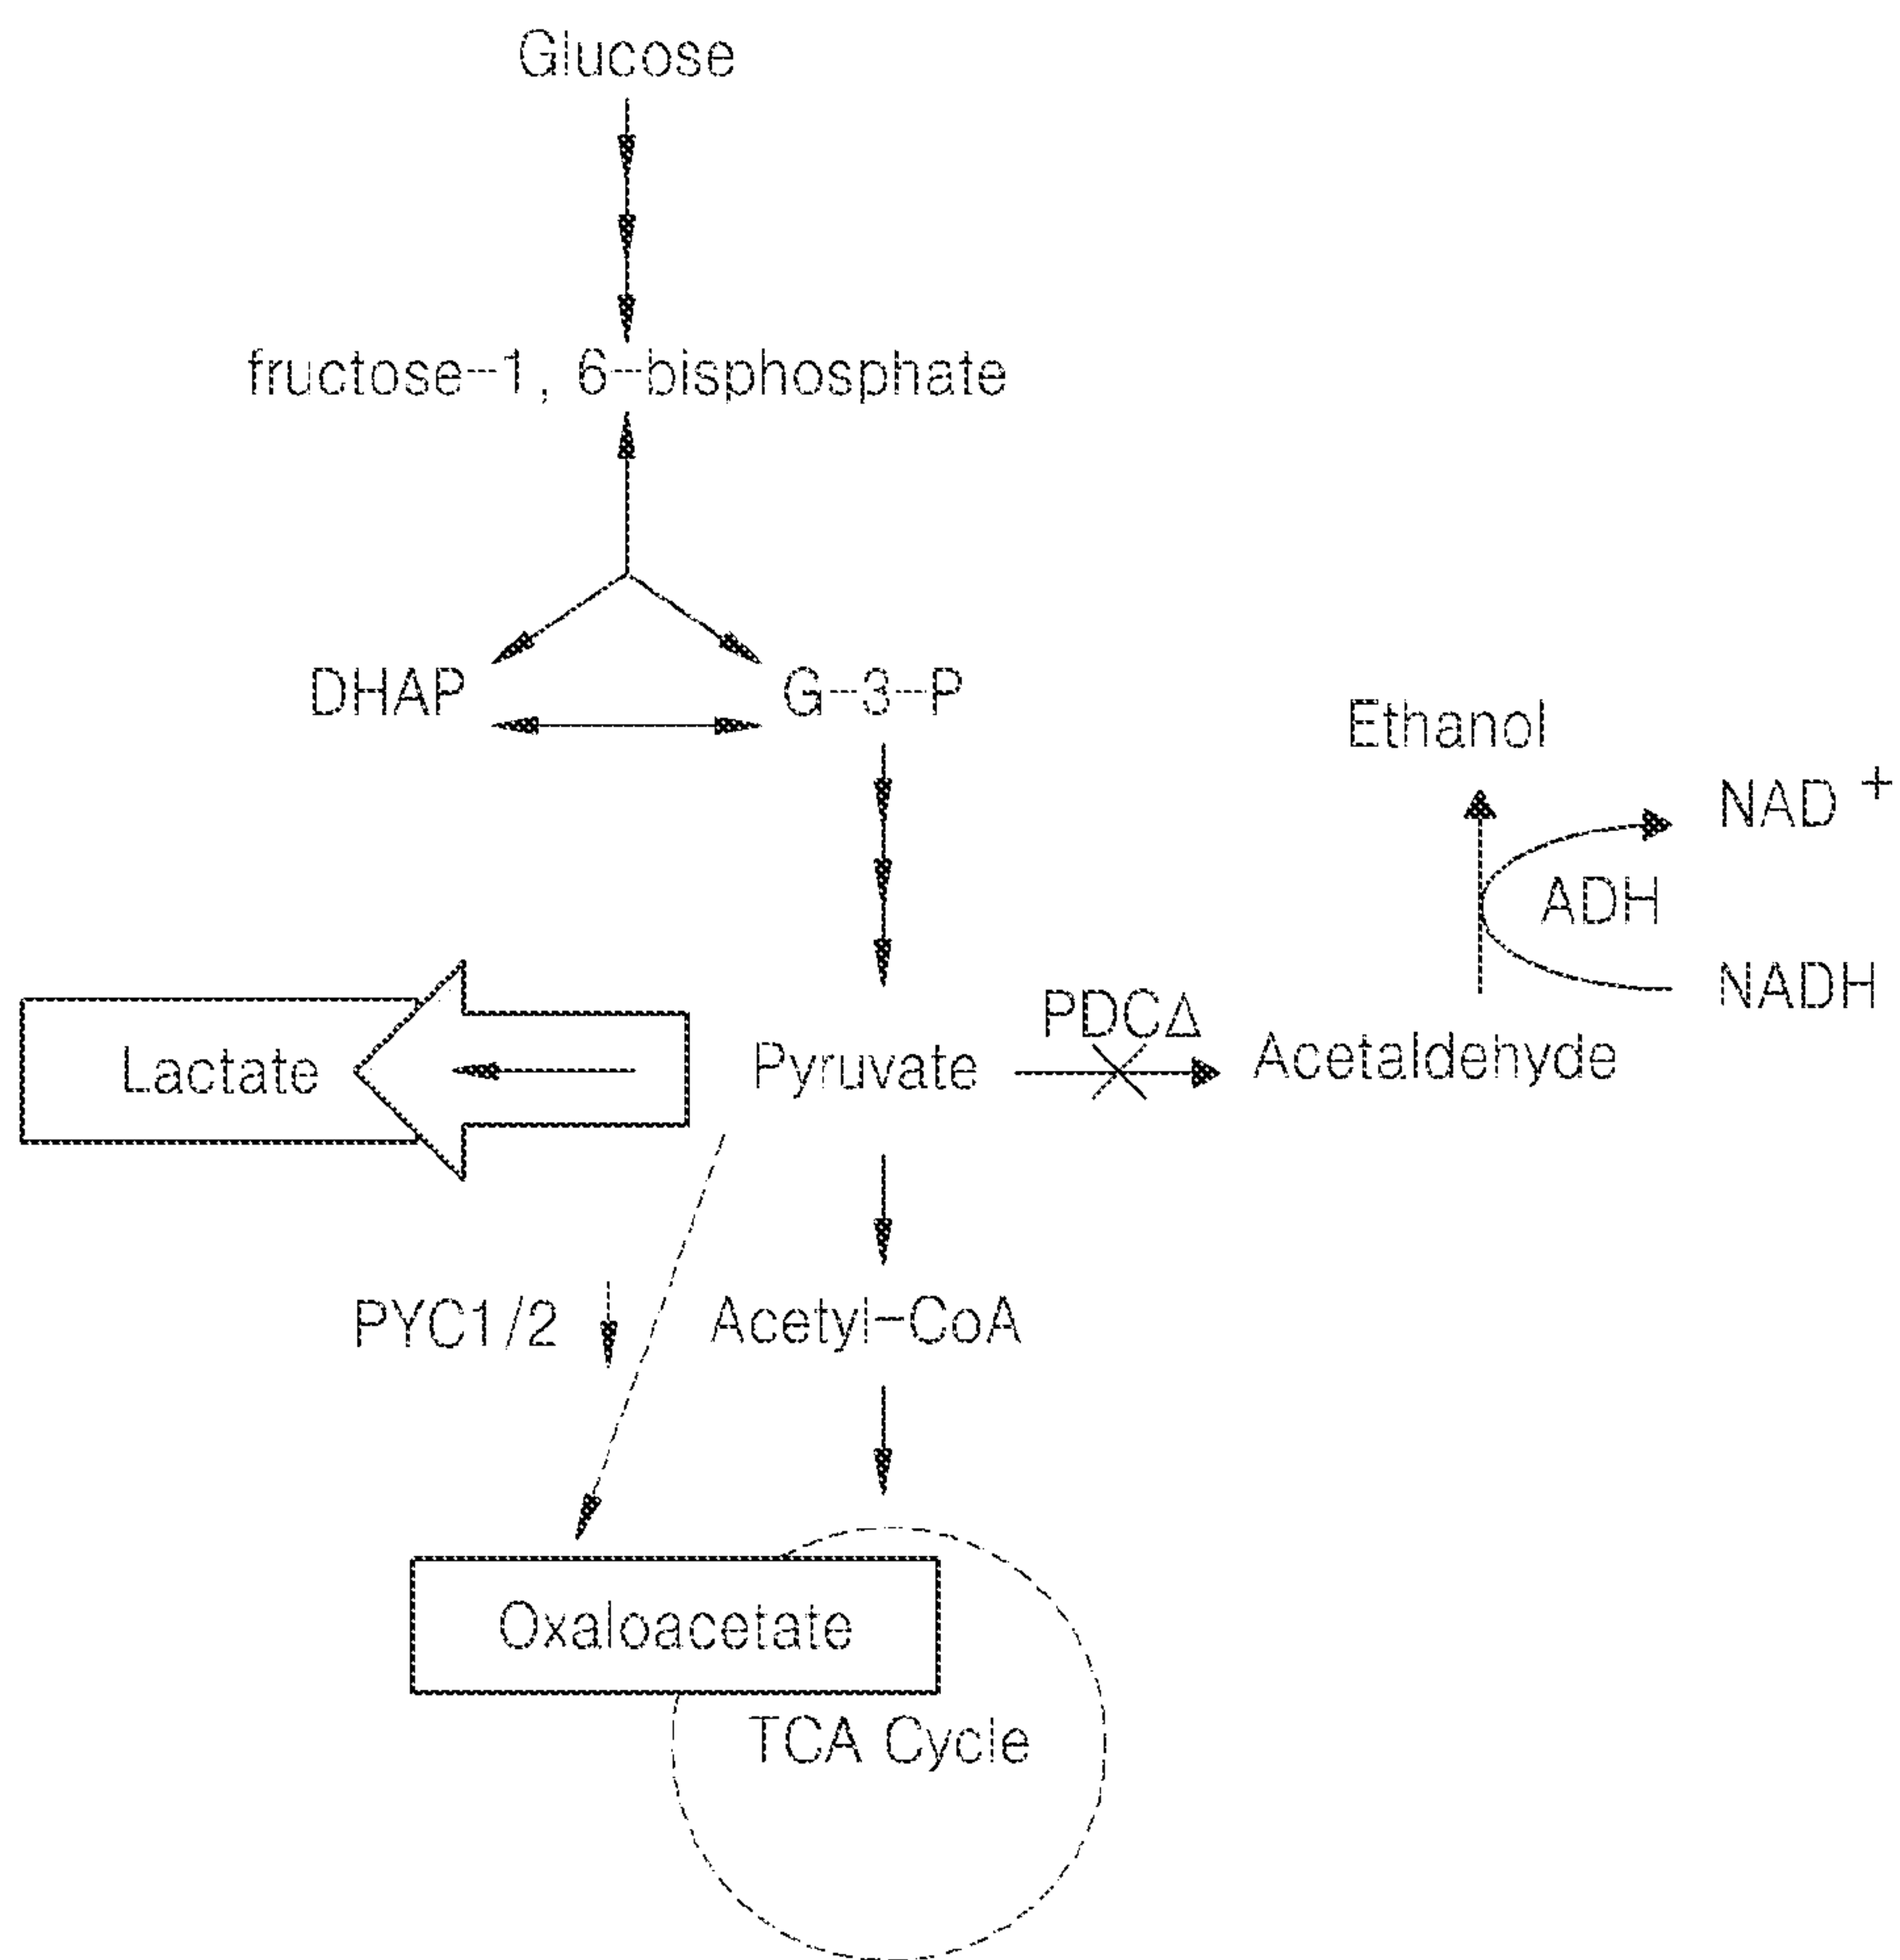 Glucose
fructose-1, 6-bisphosphate
DHAP
G-3-P
Ethanol
NAD +
ADH
NADH
PDCΔ
Lactate
Pyruvate
Acetaldehyde
PYC1/2
Acetyl-CoA
Oxaloacetate
TCA Cycle